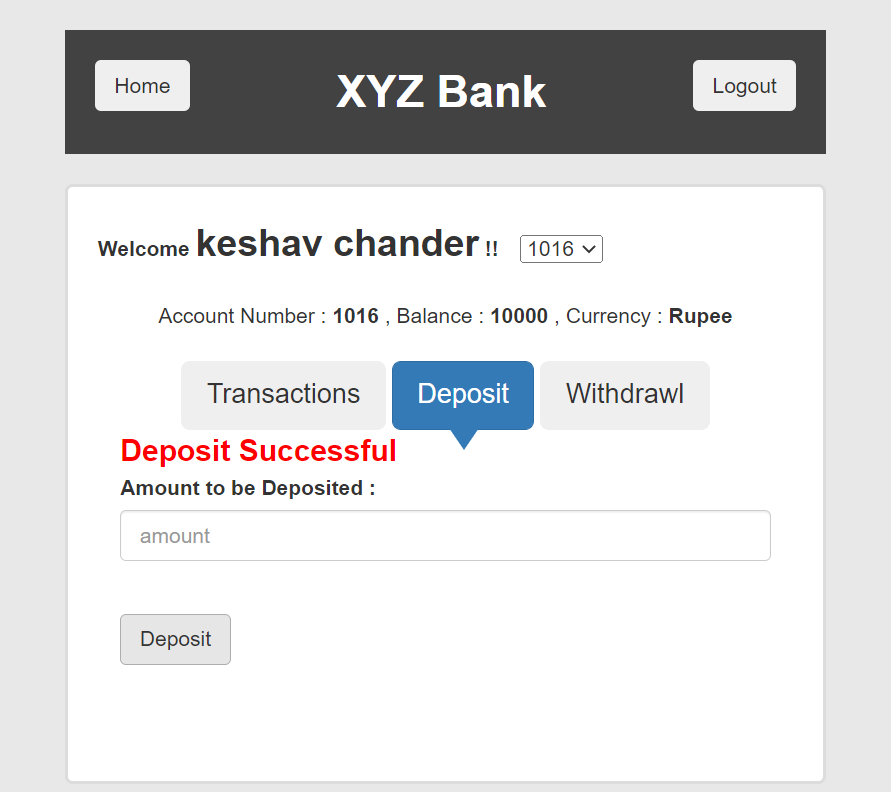 Home XYZ Bank Logout
Welcome keshav chander !! 1016
Account Number : 1016 , Balance : 10000 , Currency : Rupee
Transactions Deposit Withdrawl
Deposit Successful
Amount to be Deposited :
amount
Deposit